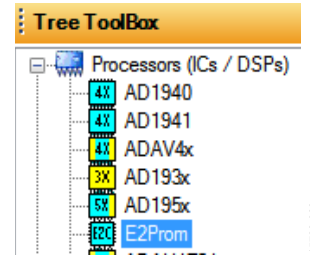 Tree ToolBox
Processors (ICs / DSPs)
4X AD1940
4X AD1941
4X ADAV4x
3X AD193x
5X AD195x
E2C E2Prom